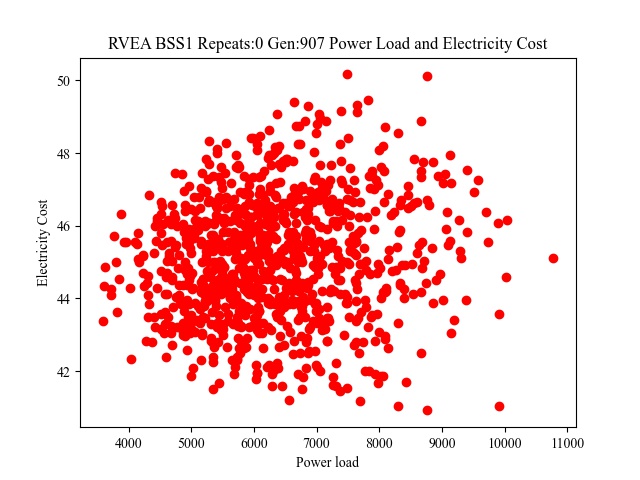 RVEA BSS1 Repeats:0 Gen:907 Power Load and Electricity Cost
50
48
46
44
42
Electricity Cost
4000 5000 6000 7000 8000 9000 10000 11000
Power load